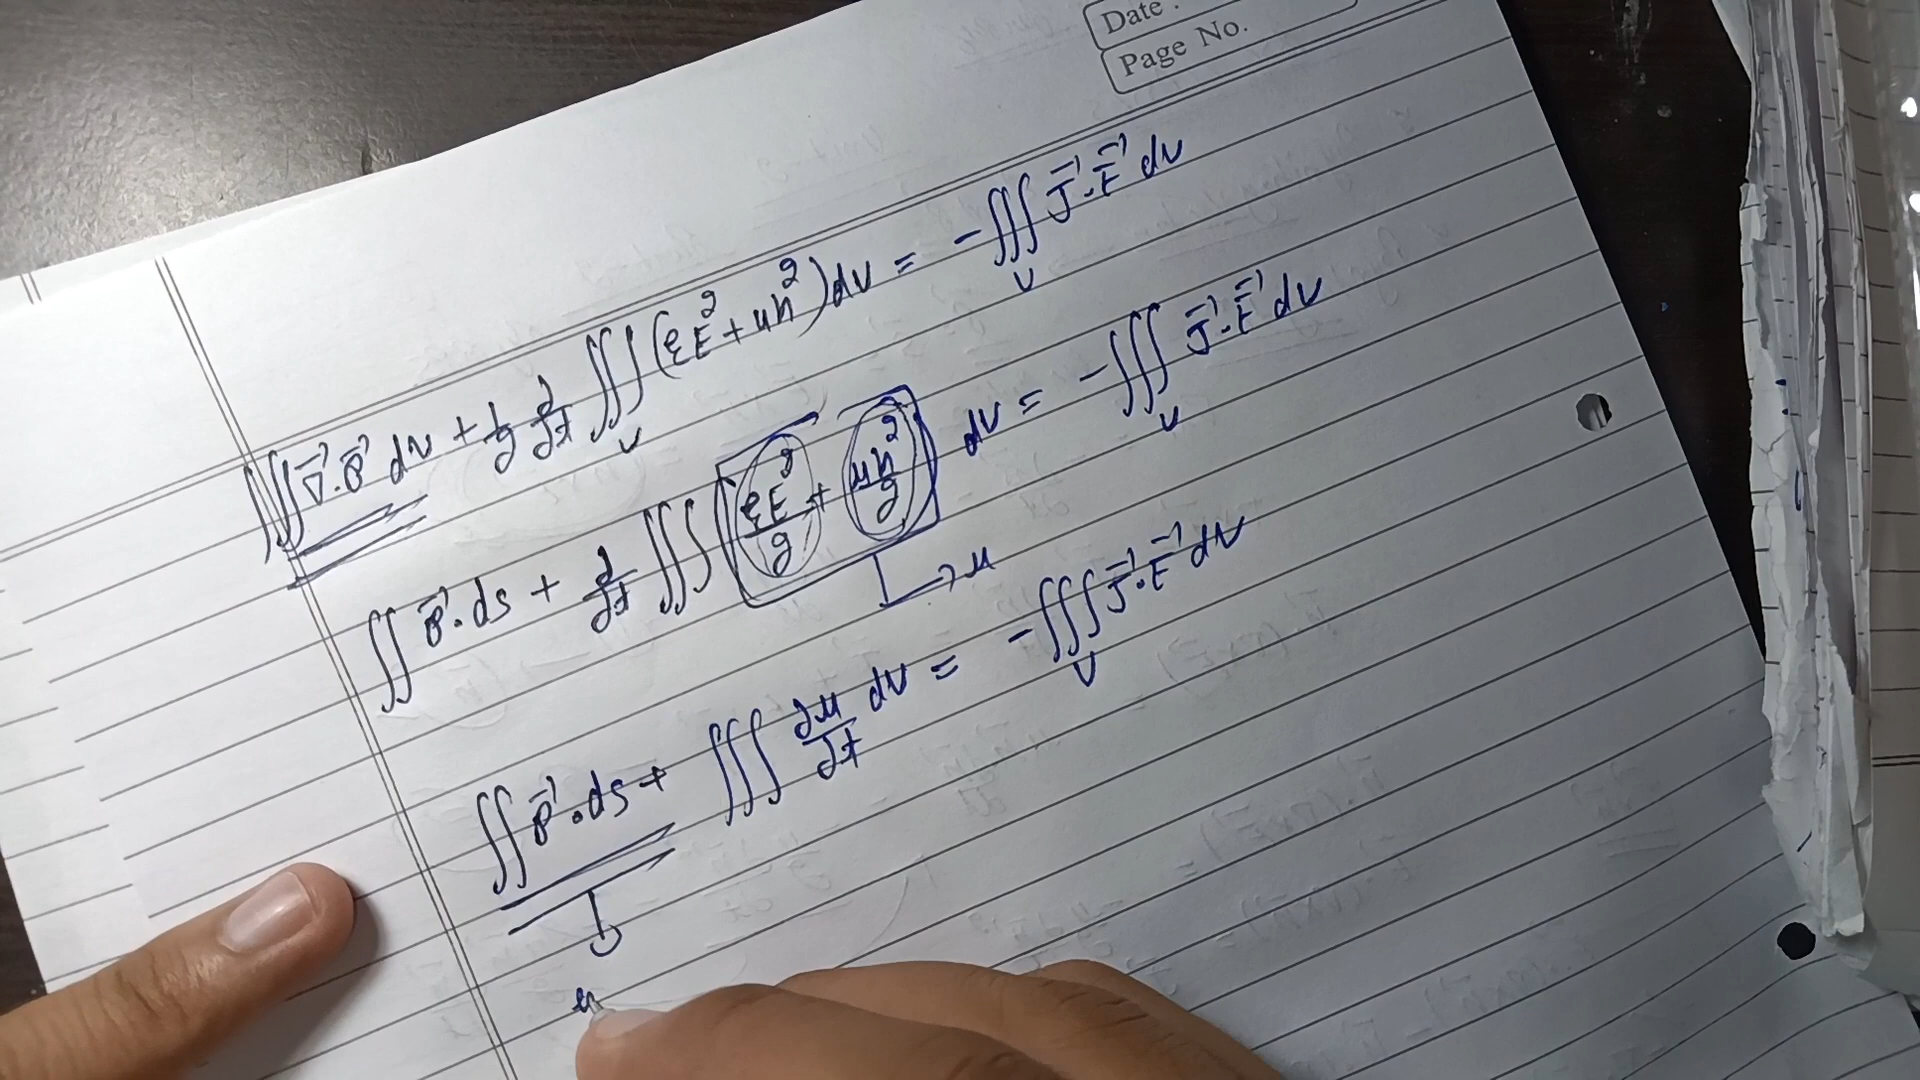 Date :
Page No.
∭ ∇⃗·P⃗ dv + 1/2 ∂/∂t ∭_V (εE² + μH²) dv = -∭_V J⃗·E⃗ dv
∬ P⃗·ds + ∂/∂t ∭ (εE²/2 + μH²/2) dv = -∭_V J⃗·E⃗ dv
→ u
∬ P⃗·ds + ∭ ∂u/∂t dv = -∭_V J⃗·E⃗ dv